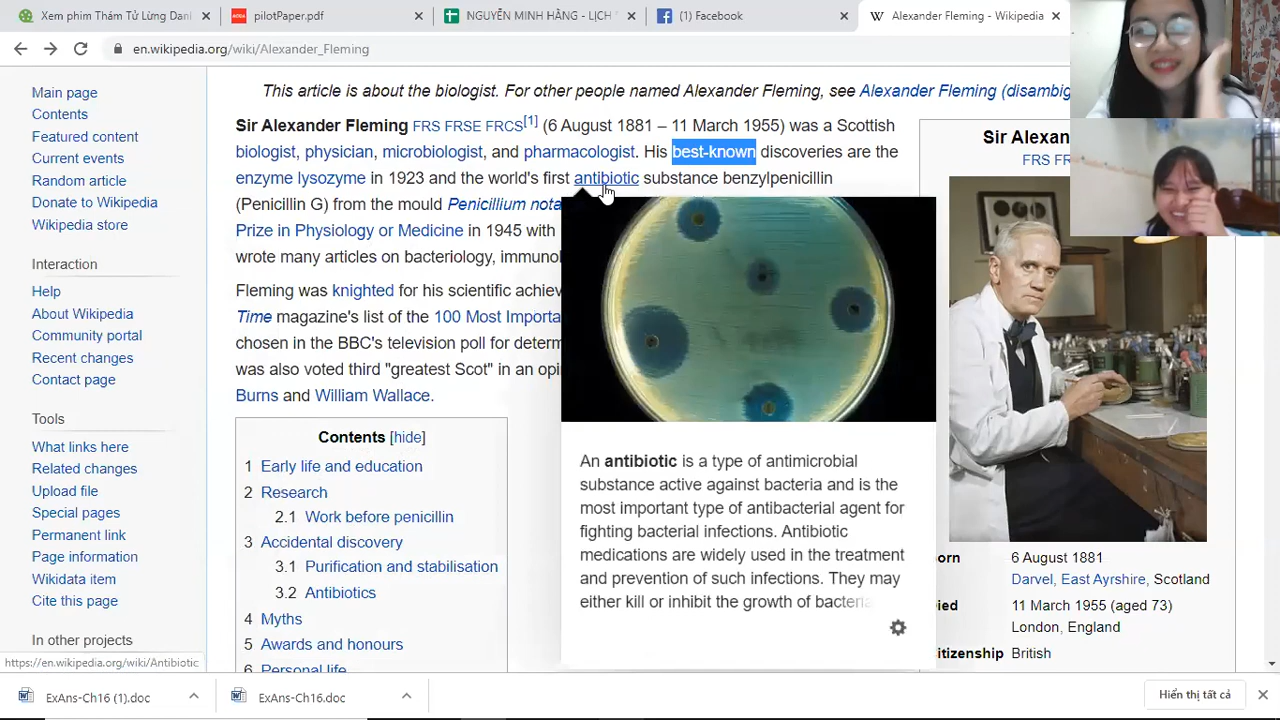 Xem phim Thám Tử Lừng Danh
pilotPaper.pdf
NGUYỄN MINH HẰNG - LỊCH T
(1) Facebook
Alexander Fleming - Wikipedia
en.wikipedia.org/wiki/Alexander_Fleming
Main page
Contents
Featured content
Current events
Random article
Donate to Wikipedia
Wikipedia store
Interaction
Help
About Wikipedia
Community portal
Recent changes
Contact page
Tools
What links here
Related changes
Upload file
Special pages
Permanent link
Page information
Wikidata item
Cite this page
In other projects
This article is about the biologist. For other people named Alexander Fleming, see Alexander Fleming (disambig
Sir Alexander Fleming FRS FRSE FRCS[1] (6 August 1881 – 11 March 1955) was a Scottish
biologist, physician, microbiologist, and pharmacologist. His best-known discoveries are the
enzyme lysozyme in 1923 and the world's first antibiotic substance benzylpenicillin
(Penicillin G) from the mould Penicillium nota
Prize in Physiology or Medicine in 1945 with
wrote many articles on bacteriology, immuno
Fleming was knighted for his scientific achie
Time magazine's list of the 100 Most Importa
chosen in the BBC's television poll for determ
was also voted third "greatest Scot" in an opi
Burns and William Wallace.
Contents [hide]
1 Early life and education
2 Research
2.1 Work before penicillin
3 Accidental discovery
3.1 Purification and stabilisation
3.2 Antibiotics
4 Myths
5 Awards and honours
6 Personal life
An antibiotic is a type of antimicrobial
substance active against bacteria and is the
most important type of antibacterial agent for
fighting bacterial infections. Antibiotic
medications are widely used in the treatment
and prevention of such infections. They may
either kill or inhibit the growth of bacteria
Sir Alexan
FRS FF
orn 6 August 1881
Darvel, East Ayrshire, Scotland
ied 11 March 1955 (aged 73)
London, England
itizenship British
https://en.wikipedia.org/wiki/Antibiotic
ExAns-Ch16 (1).doc
ExAns-Ch16.doc
Hiển thị tất cả